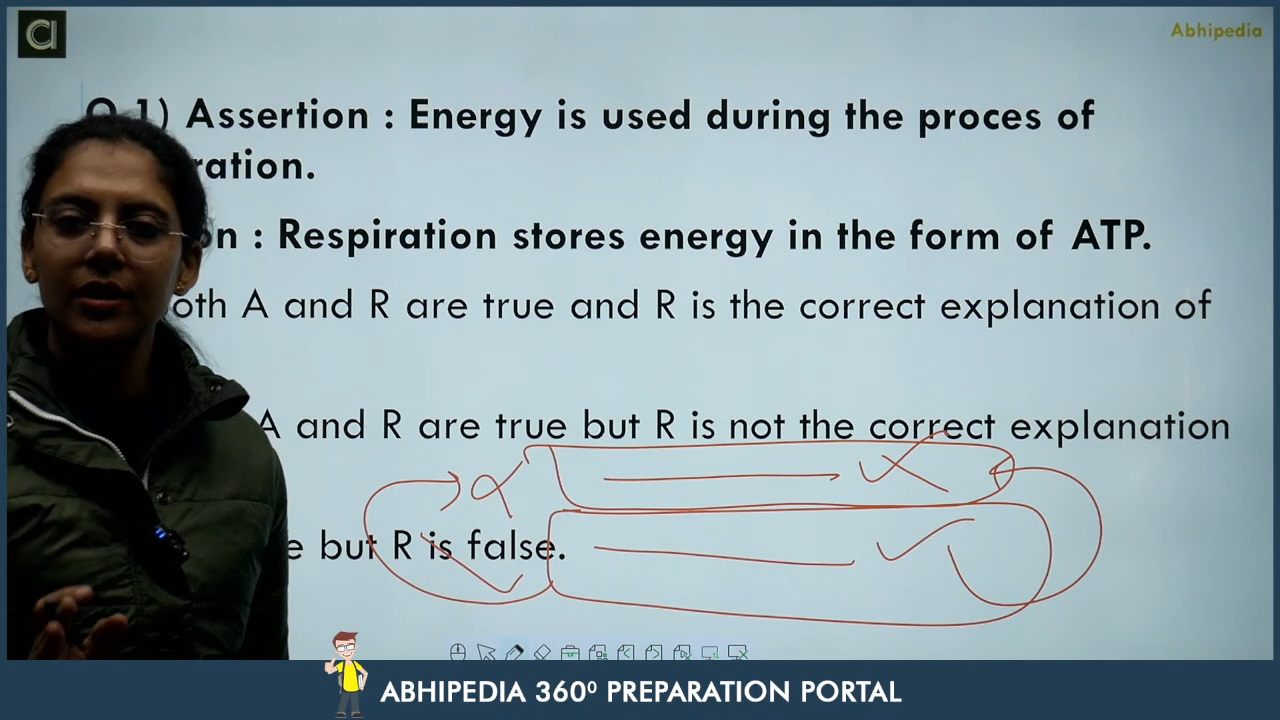 Abhipedia
Q.1) Assertion : Energy is used during the proces of
ration.
on : Respiration stores energy in the form of ATP.
oth A and R are true and R is the correct explanation of
A and R are true but R is not the correct explanation
e but R is false.
ABHIPEDIA 360⁰ PREPARATION PORTAL